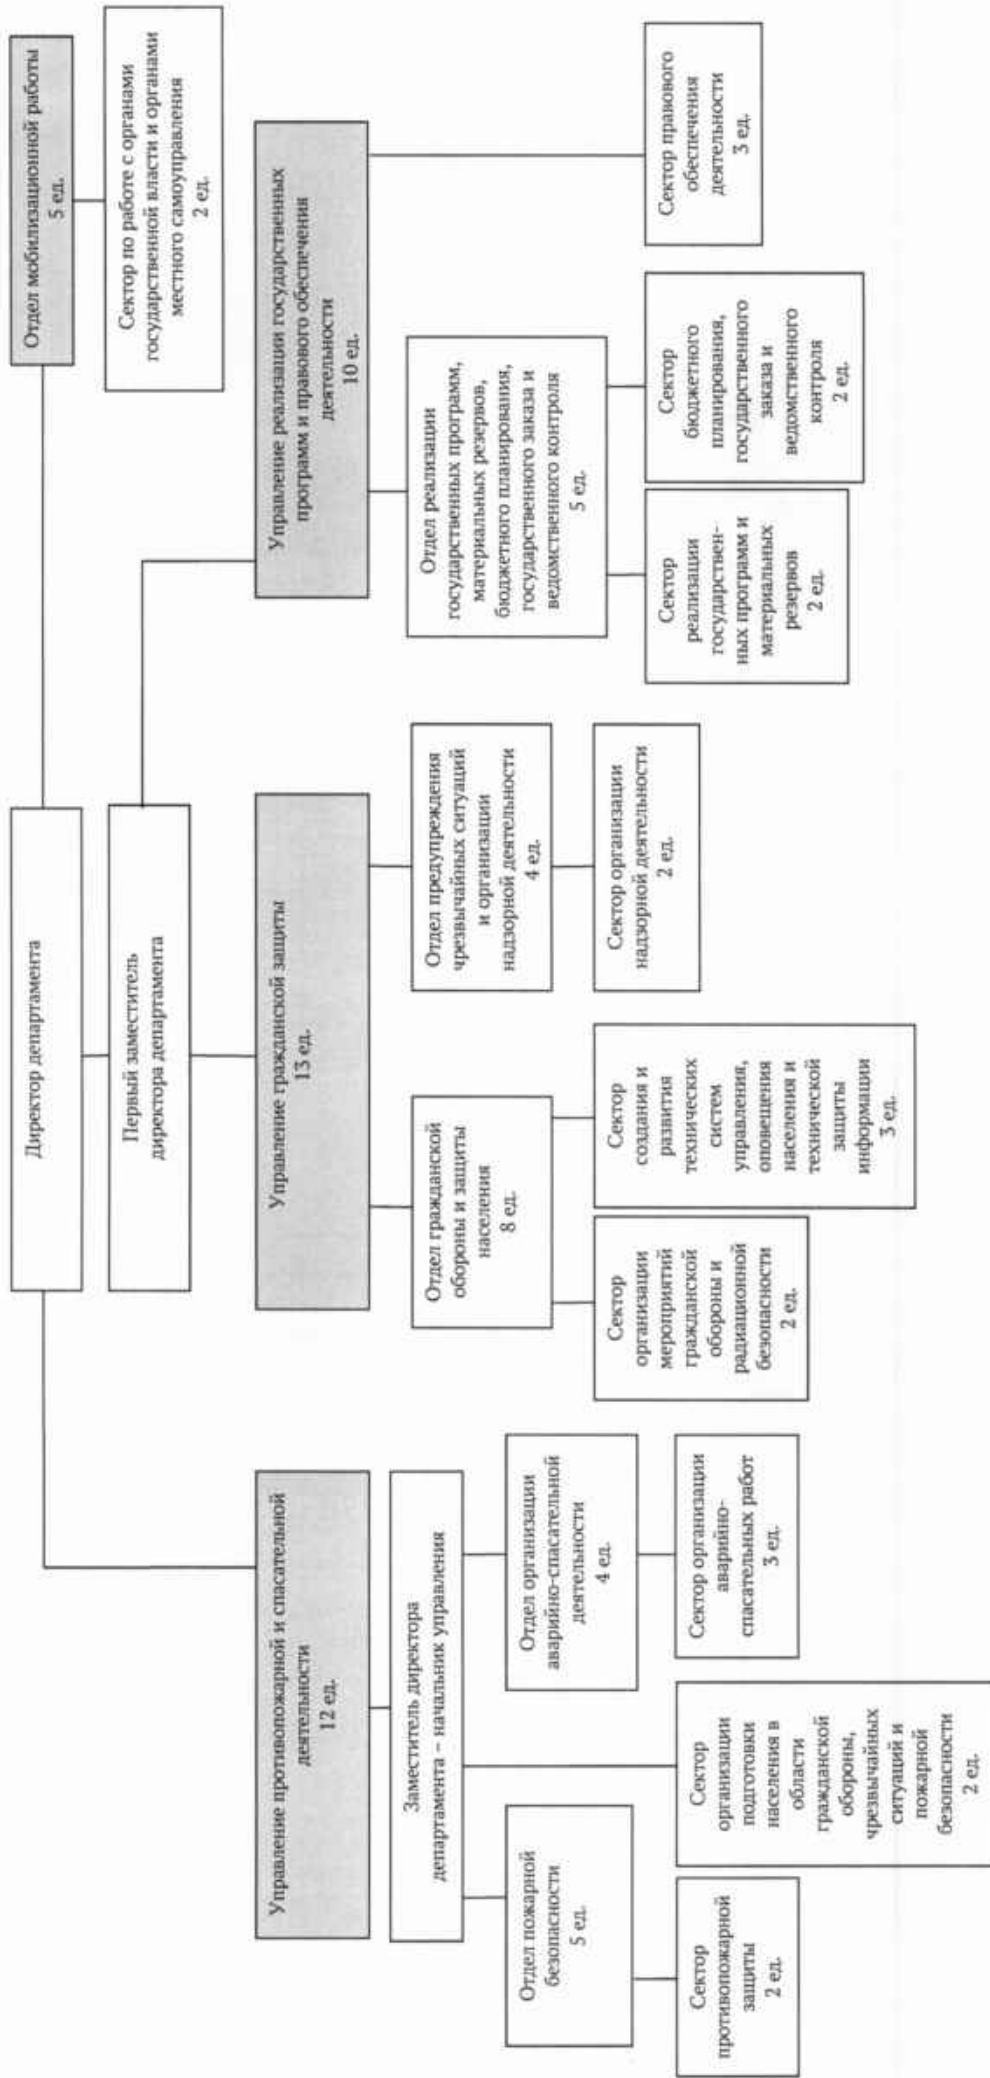 Директор департамента
Отдел мобилизационной работы
5 ед.
Первый заместитель
директора департамента
Сектор по работе с органами
государственной власти и органами
местного самоуправления
2 ед.
Управление противопожарной и спасательной
деятельности
12 ед.
Управление гражданской защиты
13 ед.
Управление реализации государственных
программ и правового обеспечения
деятельности
10 ед.
Заместитель директора
департамента – начальник управления
Отдел пожарной
безопасности
5 ед.
Отдел организации
аварийно-спасательной
деятельности
4 ед.
Отдел гражданской
обороны и защиты
населения
8 ед.
Отдел предупреждения
чрезвычайных ситуаций
и организации
надзорной деятельности
4 ед.
Отдел реализации
государственных программ,
материальных резервов,
бюджетного планирования,
государственного заказа и
ведомственного контроля
5 ед.
Сектор
противопожарной
защиты
2 ед.
Сектор
организации
подготовки
населения в
области
гражданской
обороны,
чрезвычайных
ситуаций и
пожарной
безопасности
2 ед.
Сектор организации
аварийно-
спасательных работ
3 ед.
Сектор
организации
мероприятий
гражданской
обороны и
радиационной
безопасности
2 ед.
Сектор
создания и
развития
технических
систем
управления,
оповещения
населения и
технической
защиты
информации
3 ед.
Сектор организации
надзорной деятельности
2 ед.
Сектор
реализации
государствен-
ных программ и
материальных
резервов
2 ед.
Сектор
бюджетного
планирования,
государственного
заказа и
ведомственного
контроля
2 ед.
Сектор правового
обеспечения
деятельности
3 ед.